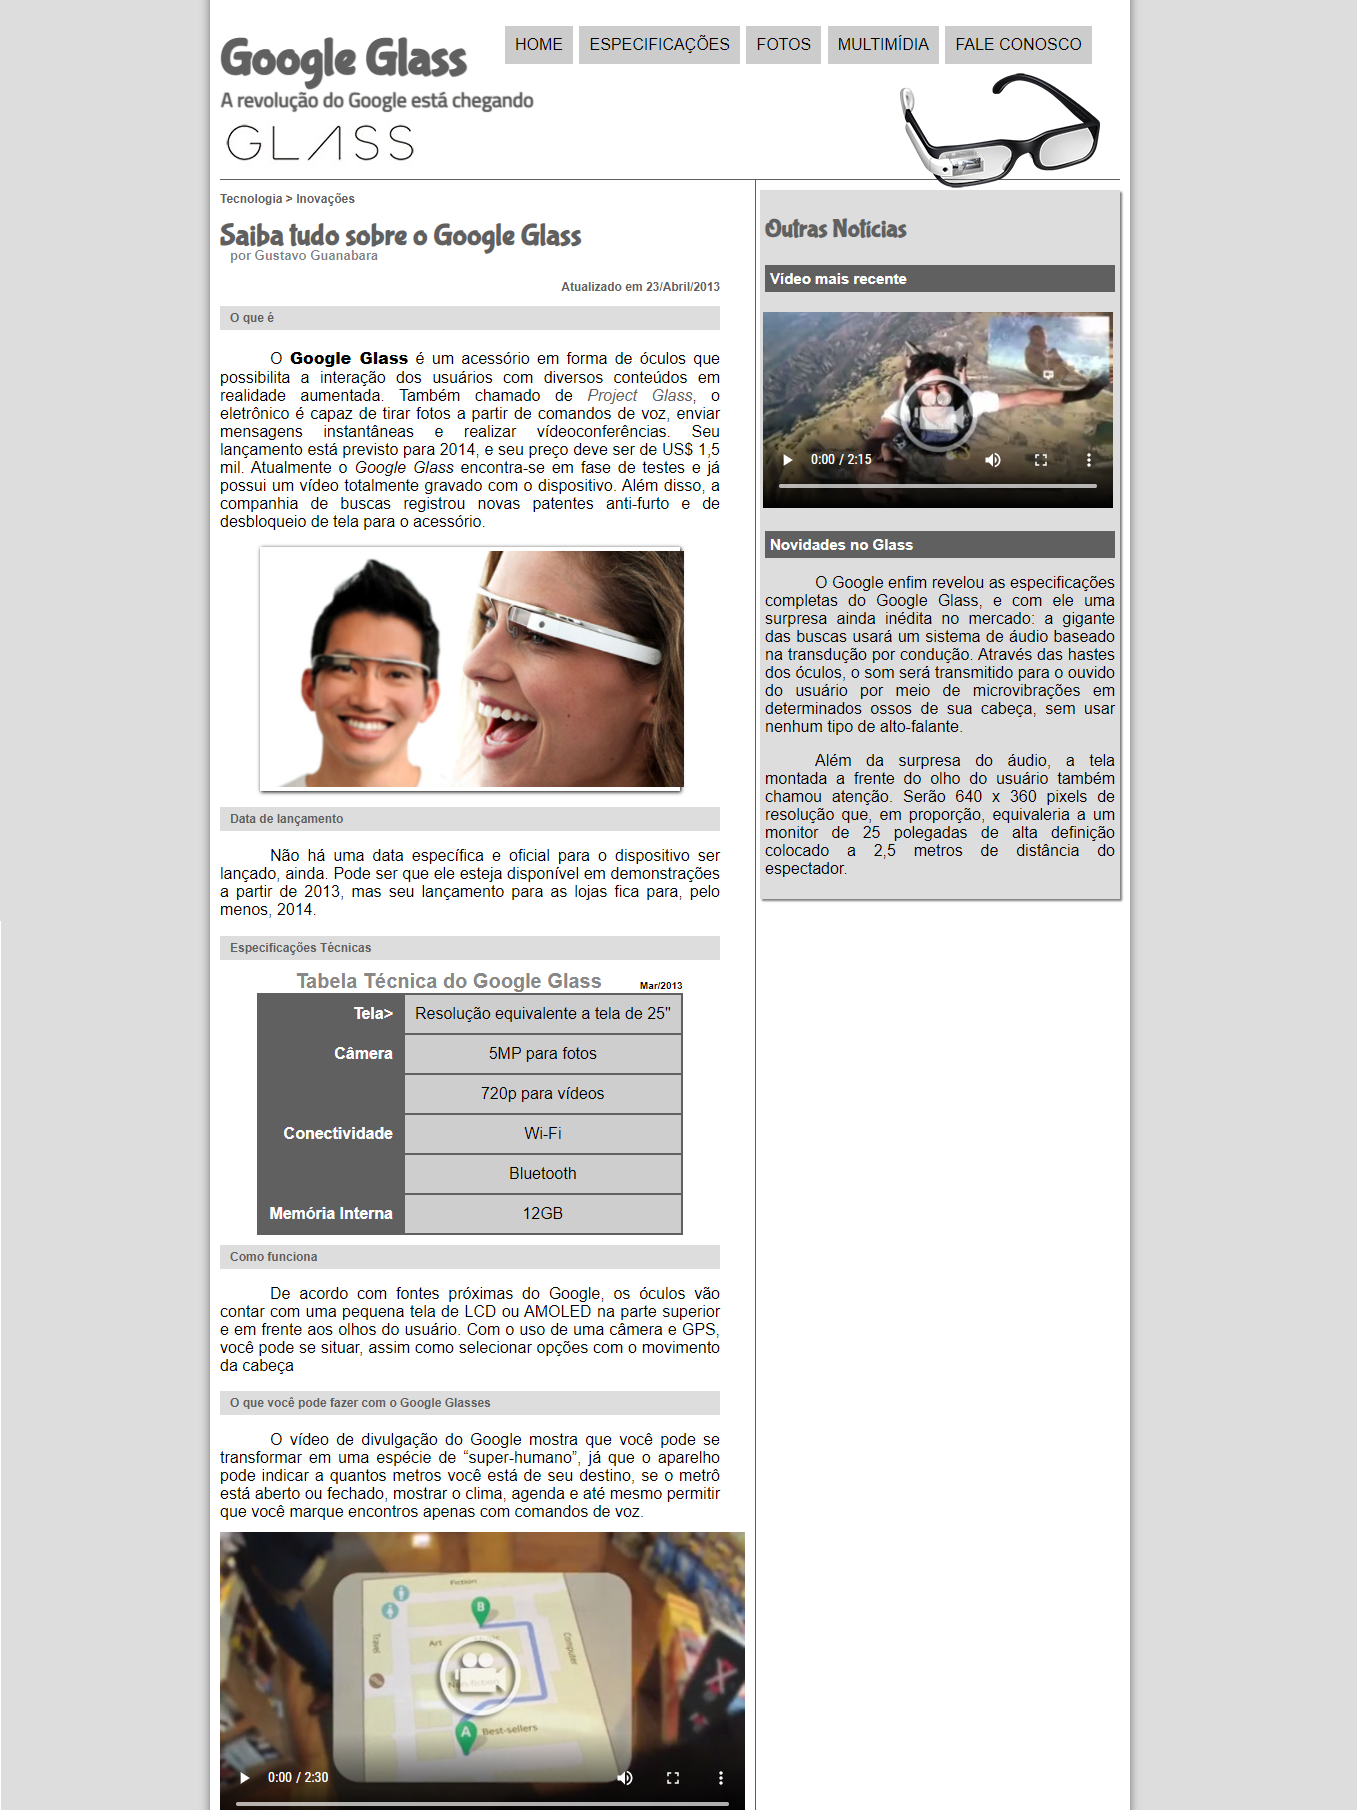 HOME ESPECIFICAÇÕES FOTOS MULTIMÍDIA FALE CONOSCO
Google Glass
A revolução do Google está chegando
GLASS
Tecnologia > Inovações
Saiba tudo sobre o Google Glass
por Gustavo Guanabara
Atualizado em 23/Abril/2013
O que é
O Google Glass é um acessório em forma de óculos que
possibilita a interação dos usuários com diversos conteúdos em
realidade aumentada. Também chamado de Project Glass, o
eletrônico é capaz de tirar fotos a partir de comandos de voz, enviar
mensagens instantâneas e realizar vídeoconferências. Seu
lançamento está previsto para 2014, e seu preço deve ser de US$ 1,5
mil. Atualmente o Google Glass encontra-se em fase de testes e já
possui um vídeo totalmente gravado com o dispositivo. Além disso, a
companhia de buscas registrou novas patentes anti-furto e de
desbloqueio de tela para o acessório.
Data de lançamento
Não há uma data específica e oficial para o dispositivo ser
lançado, ainda. Pode ser que ele esteja disponível em demonstrações
a partir de 2013, mas seu lançamento para as lojas fica para, pelo
menos, 2014.
Especificações Técnicas
Tabela Técnica do Google Glass Mar/2013
Tela> Resolução equivalente a tela de 25"
Câmera 5MP para fotos
720p para vídeos
Conectividade Wi-Fi
Bluetooth
Memória Interna 12GB
Como funciona
De acordo com fontes próximas do Google, os óculos vão
contar com uma pequena tela de LCD ou AMOLED na parte superior
e em frente aos olhos do usuário. Com o uso de uma câmera e GPS,
você pode se situar, assim como selecionar opções com o movimento
da cabeça
O que você pode fazer com o Google Glasses
O vídeo de divulgação do Google mostra que você pode se
transformar em uma espécie de “super-humano”, já que o aparelho
pode indicar a quantos metros você está de seu destino, se o metrô
está aberto ou fechado, mostrar o clima, agenda e até mesmo permitir
que você marque encontros apenas com comandos de voz.
Fiction
B
Travel
Art
Computer
Non-fiction
A
Best-sellers
0:00 / 2:30
Outras Notícias
Vídeo mais recente
0:00 / 2:15
Novidades no Glass
O Google enfim revelou as especificações
completas do Google Glass, e com ele uma
surpresa ainda inédita no mercado: a gigante
das buscas usará um sistema de áudio baseado
na transdução por condução. Através das hastes
dos óculos, o som será transmitido para o ouvido
do usuário por meio de microvibrações em
determinados ossos de sua cabeça, sem usar
nenhum tipo de alto-falante.
Além da surpresa do áudio, a tela
montada a frente do olho do usuário também
chamou atenção. Serão 640 x 360 pixels de
resolução que, em proporção, equivaleria a um
monitor de 25 polegadas de alta definição
colocado a 2,5 metros de distância do
espectador.